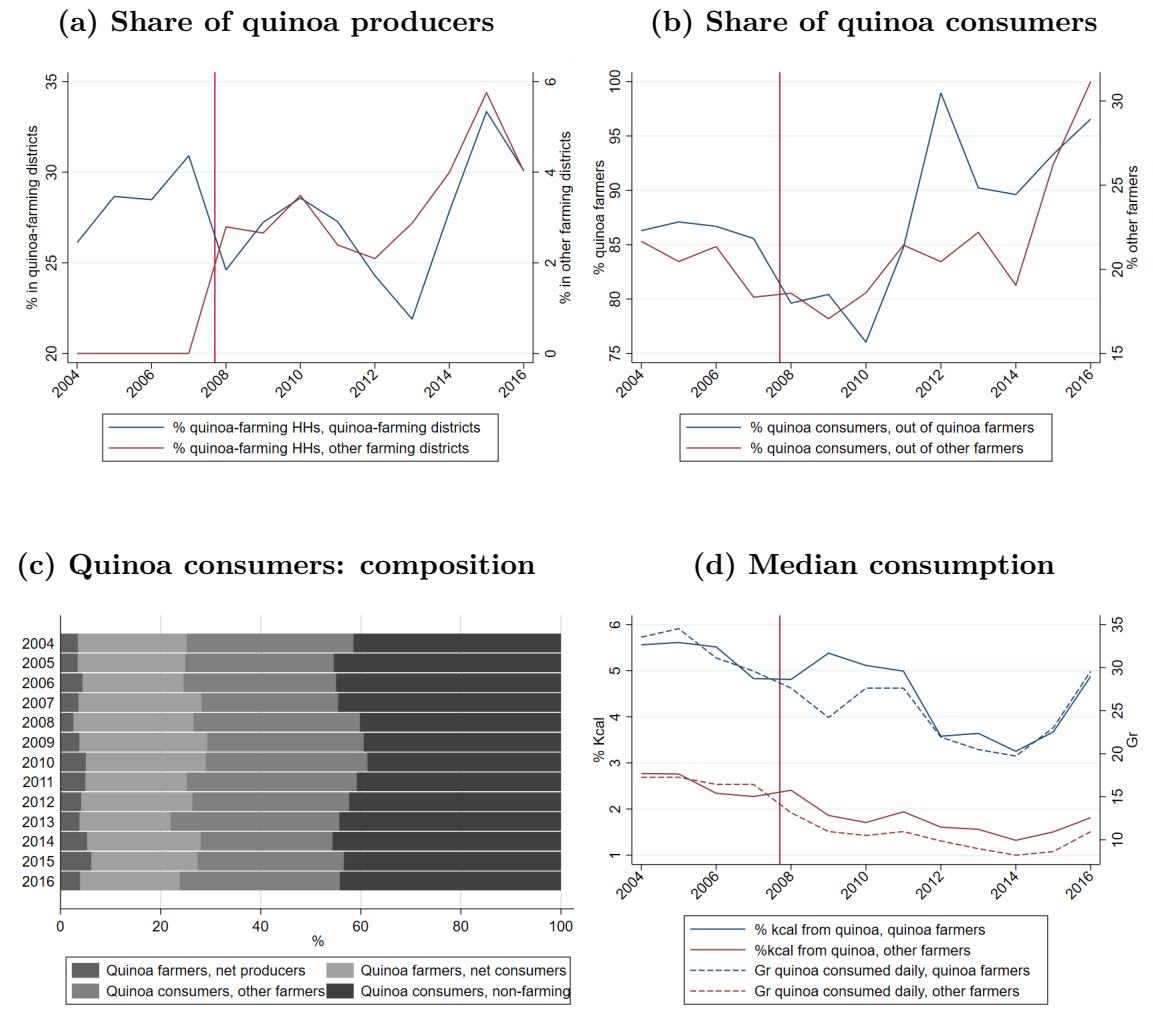 (a) Share of quinoa producers
35
30
25
20
% in quinoa-farming districts
6
4
2
0
% in other farming districts
2004 2006 2008 2010 2012 2014 2016
% quinoa-farming HHs, quinoa-farming districts
% quinoa-farming HHs, other farming districts
(b) Share of quinoa consumers
100
95
90
85
80
75
% quinoa farmers
30
25
20
15
% other farmers
2004 2006 2008 2010 2012 2014 2016
% quinoa consumers, out of quinoa farmers
% quinoa consumers, out of other farmers
(c) Quinoa consumers: composition
2004
2005
2006
2007
2008
2009
2010
2011
2012
2013
2014
2015
2016
0 20 40 60 80 100
%
Quinoa farmers, net producers Quinoa farmers, net consumers
Quinoa consumers, other farmers Quinoa consumers, non-farming
(d) Median consumption
6
5
4
3
2
1
% Kcal
35
30
25
20
15
10
Gr
2004 2006 2008 2010 2012 2014 2016
% kcal from quinoa, quinoa farmers
%kcal from quinoa, other farmers
Gr quinoa consumed daily, quinoa farmers
Gr quinoa consumed daily, other farmers